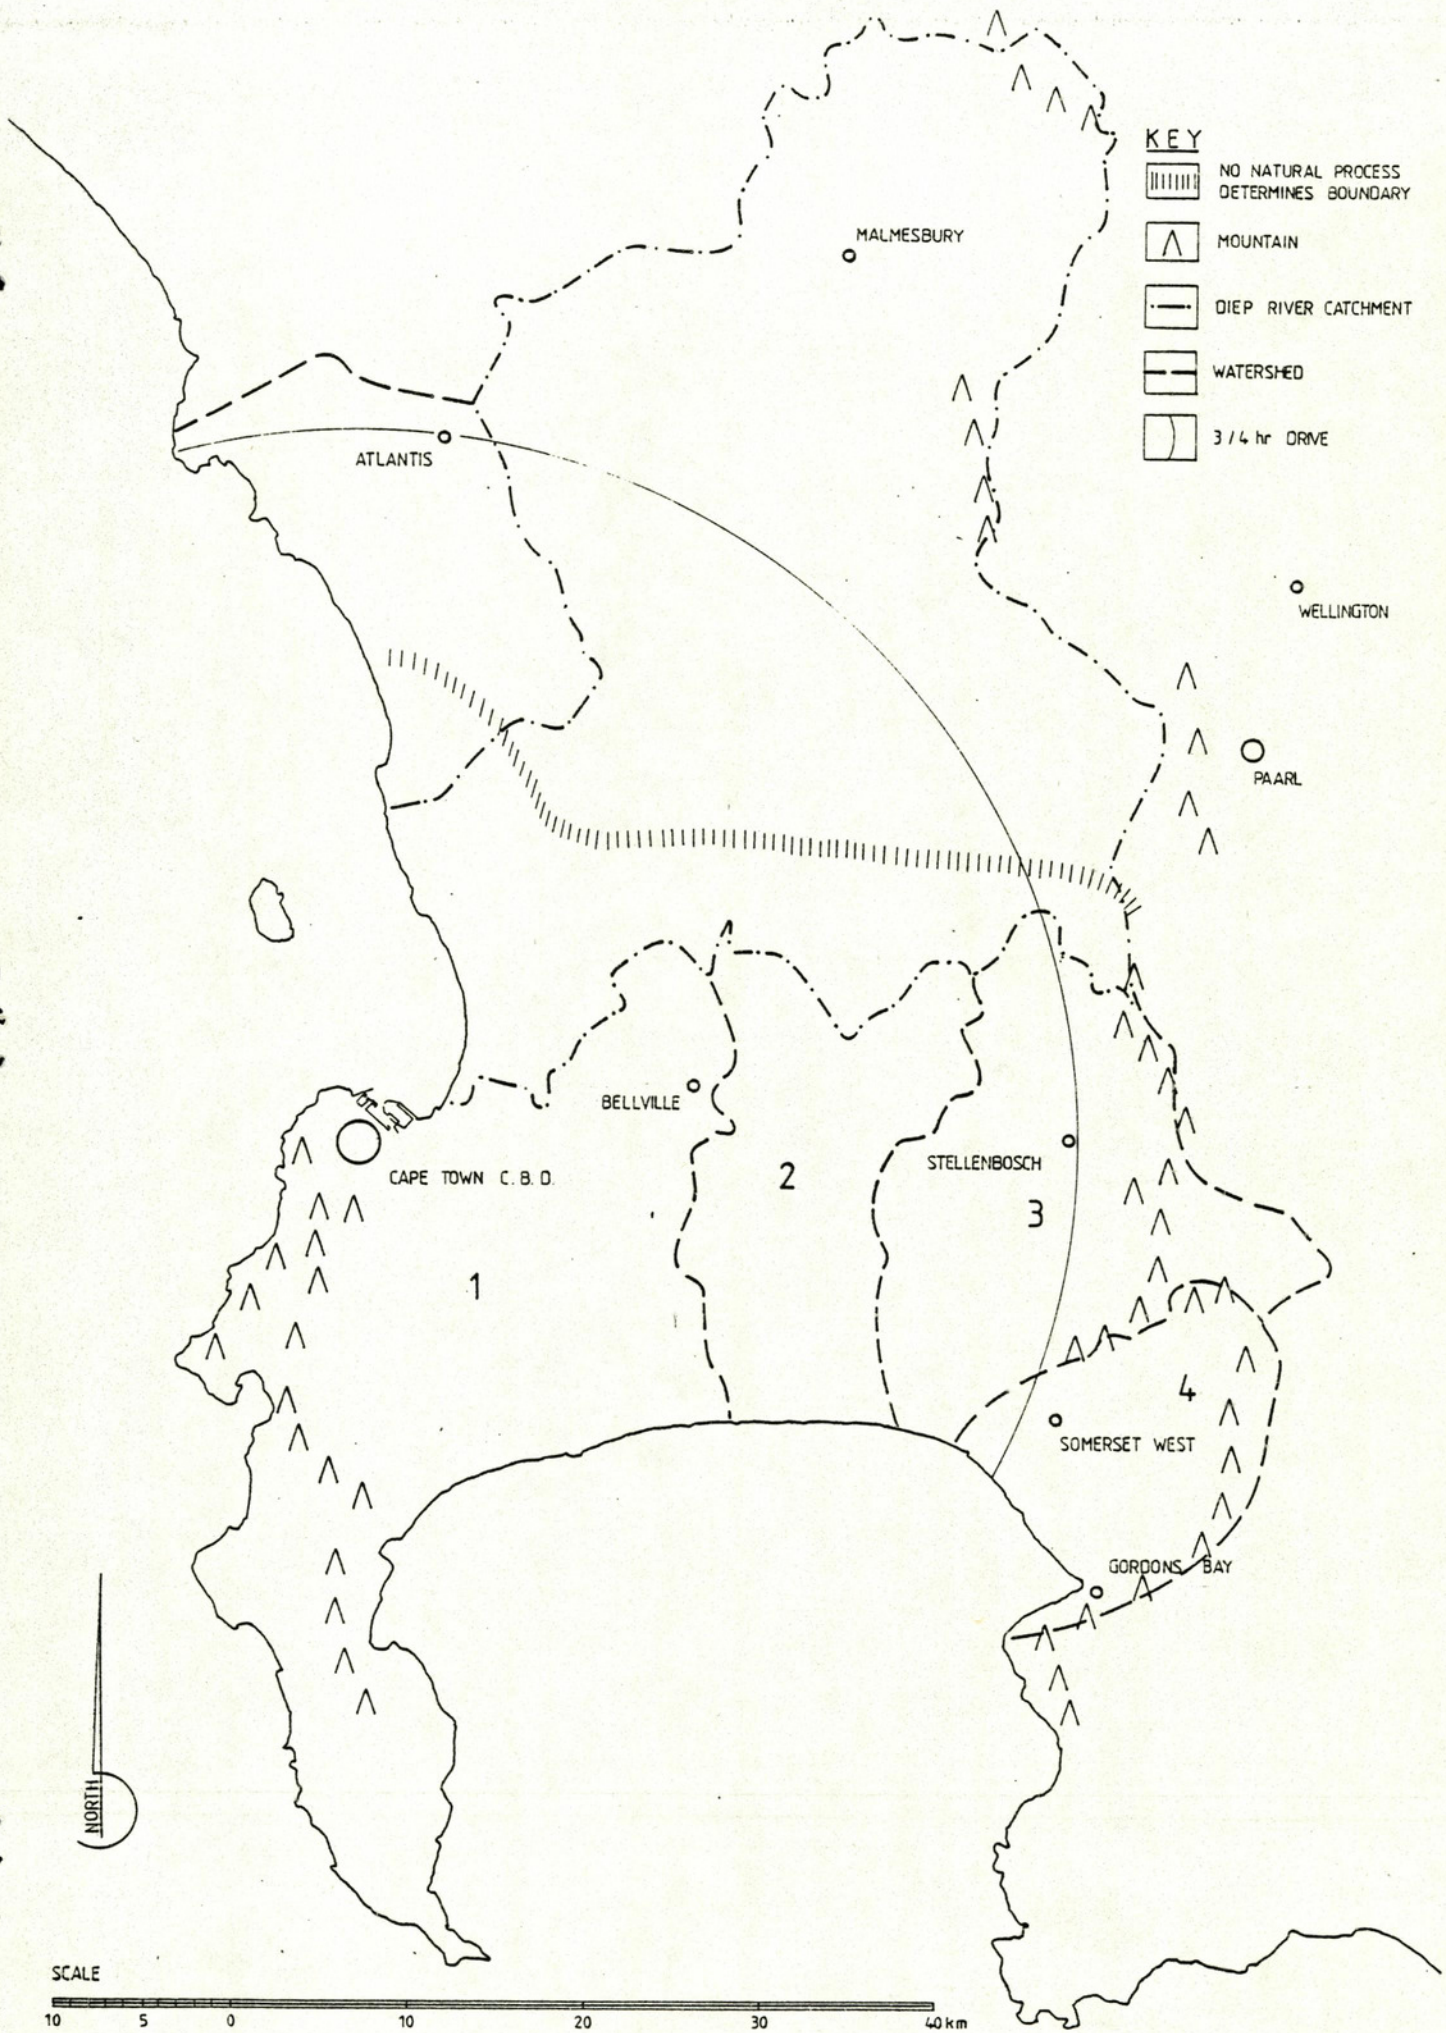 KEY
NO NATURAL PROCESS
DETERMINES BOUNDARY
MOUNTAIN
DIEP RIVER CATCHMENT
WATERSHED
3/4 hr DRIVE
MALMESBURY
ATLANTIS
WELLINGTON
PAARL
BELLVILLE
CAPE TOWN C.B.D.
STELLENBOSCH
1
2
3
4
SOMERSET WEST
GORDONS BAY
NORTH
SCALE
10 5 0 10 20 30 40 km